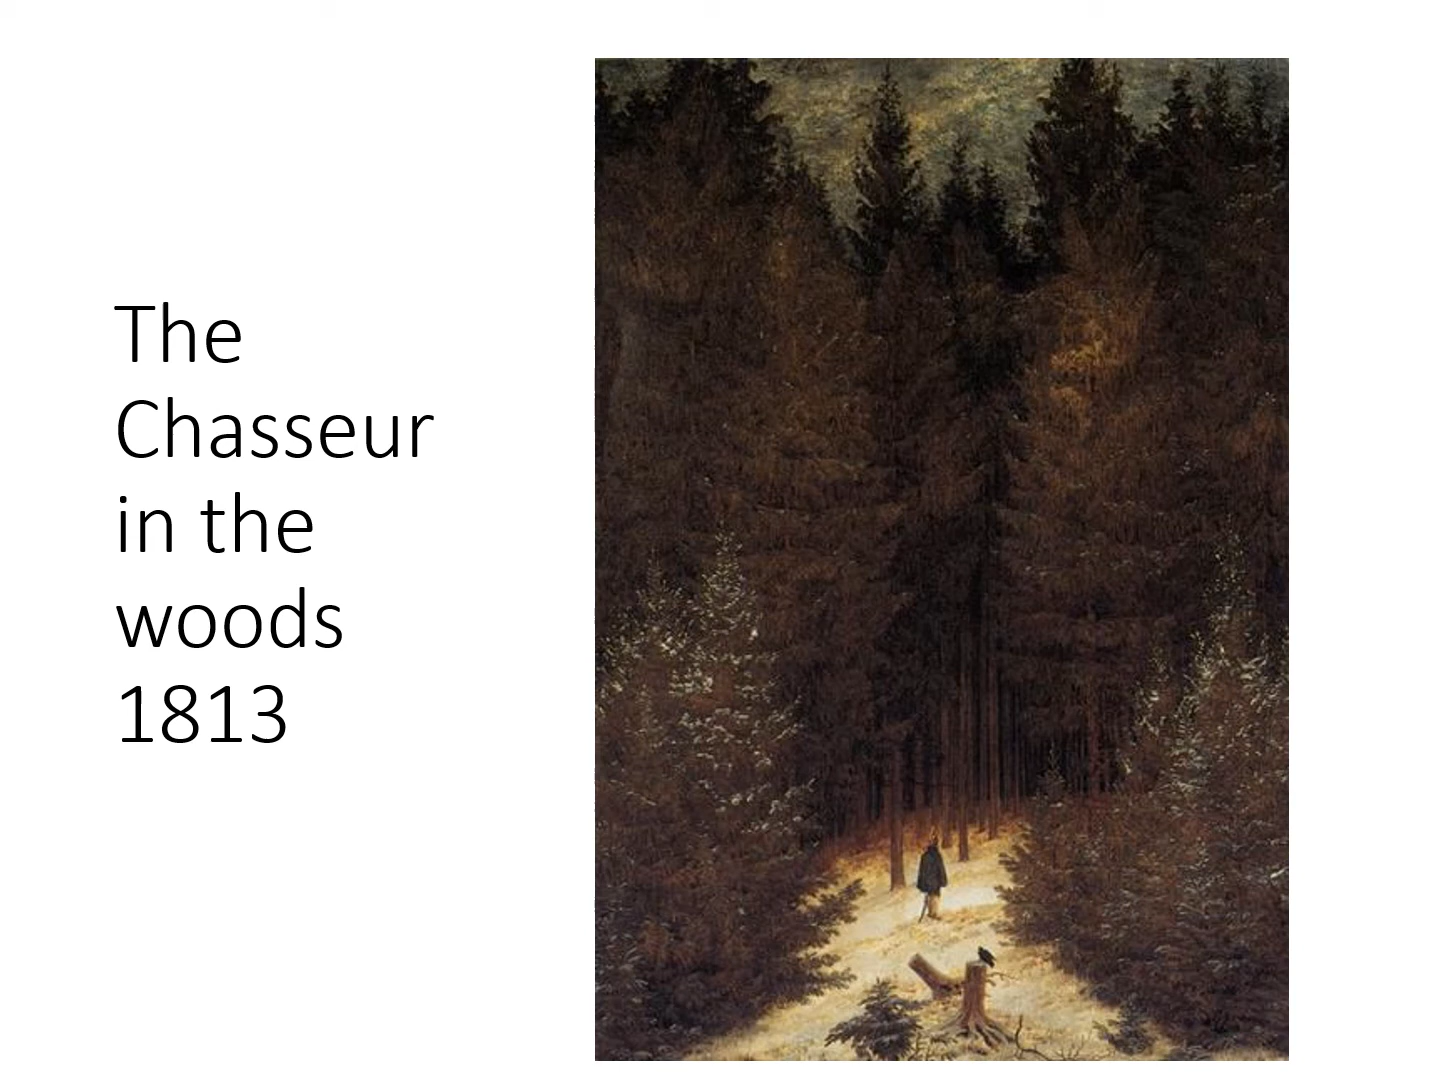 The
Chasseur
in the
woods
1813